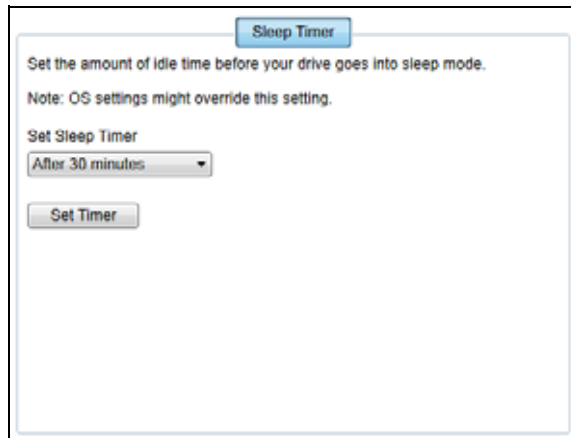 Sleep Timer
Set the amount of idle time before your drive goes into sleep mode.
Note: OS settings might override this setting.
Set Sleep Timer
After 30 minutes
Set Timer